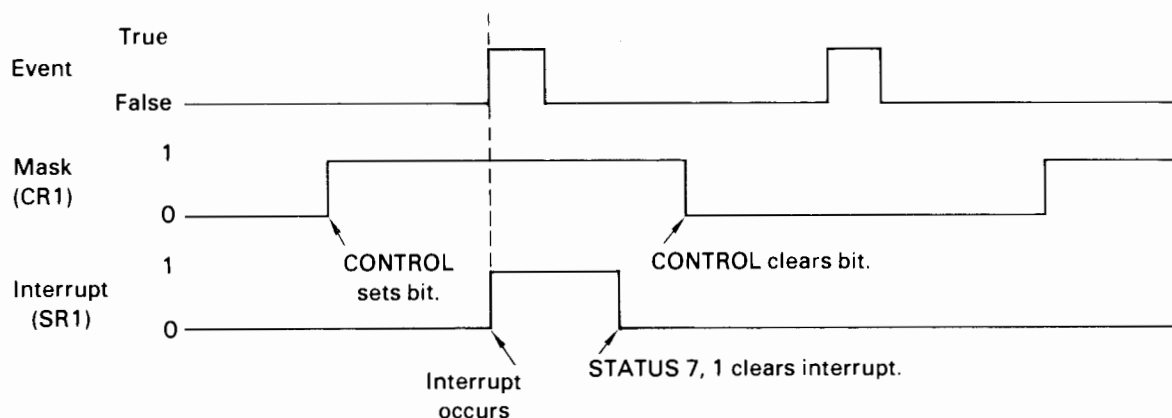 True
Event
False
Mask
(CR1)
1
0
CONTROL
sets bit.
CONTROL clears bit.
Interrupt
(SR1)
1
0
Interrupt
occurs
STATUS 7, 1 clears interrupt.